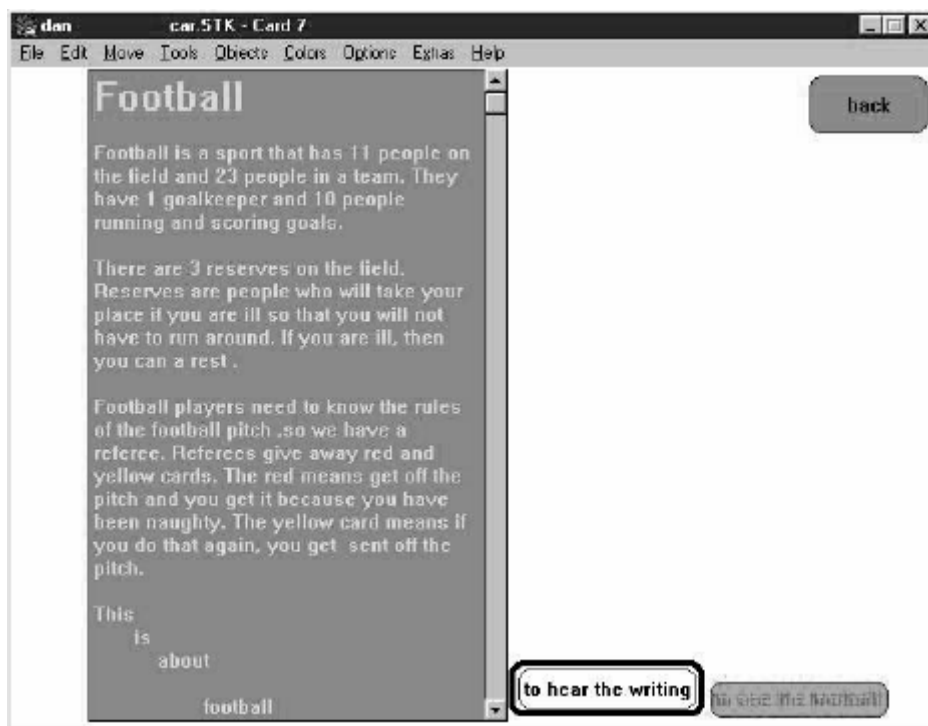 dan car.STK - Card 7
File Edit Move Tools Objects Colors Options Extras Help
Football
back
Football is a sport that has 11 people on
the field and 23 people in a team. They
have 1 goalkeeper and 10 people
running and scoring goals.
There are 3 reserves on the field.
Reserves are people who will take your
place if you are ill so that you will not
have to run around. If you are ill, then
you can a rest .
Football players need to know the rules
of the football pitch .so we have a
referee. Referees give away red and
yellow cards. The red means get off the
pitch and you get it because you have
been naughty. The yellow card means if
you do that again, you get sent off the
pitch.
This
is
about
football
to hear the writing
to see the football